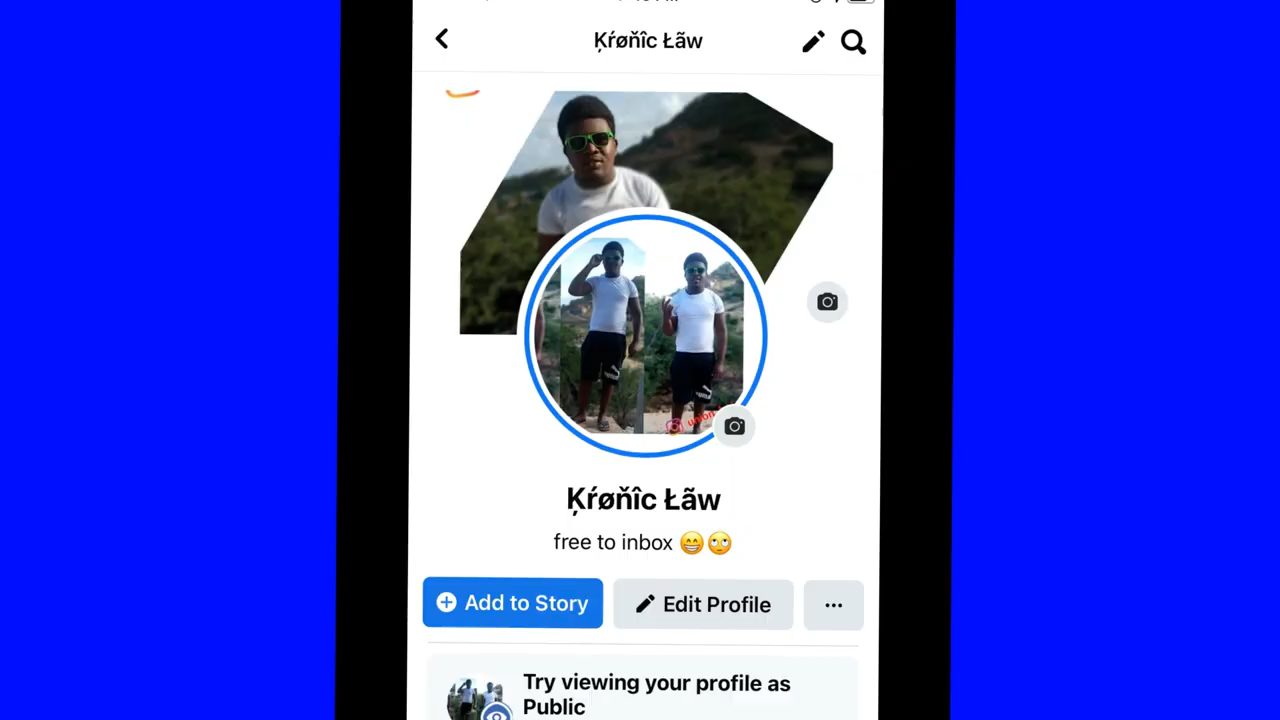 Ķŕøňîc Łãw
Ķŕøňîc Łãw
free to inbox 😁🙄
Add to Story
Edit Profile
Try viewing your profile as
Public